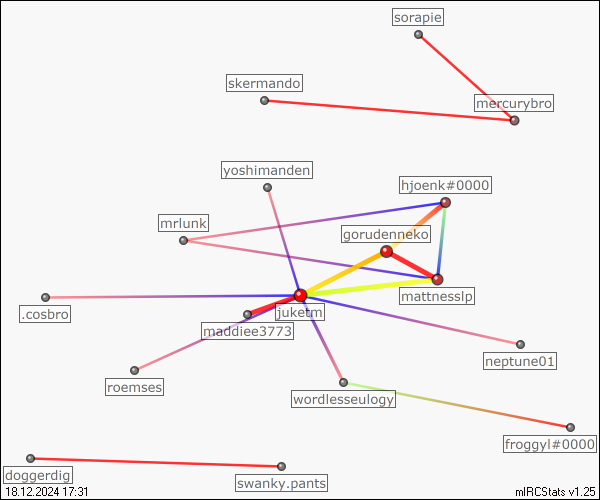 sorapie
skermando
mercurybro
yoshimanden
hjoenk#0000
mrlunk
gorudenneko
mattnesslp
.cosbro
juketm
maddiee3773
neptune01
roemses
wordlesseulogy
froggyl#0000
doggerdig
swanky.pants
18.12.2024 17:31
mIRCStats v1.25